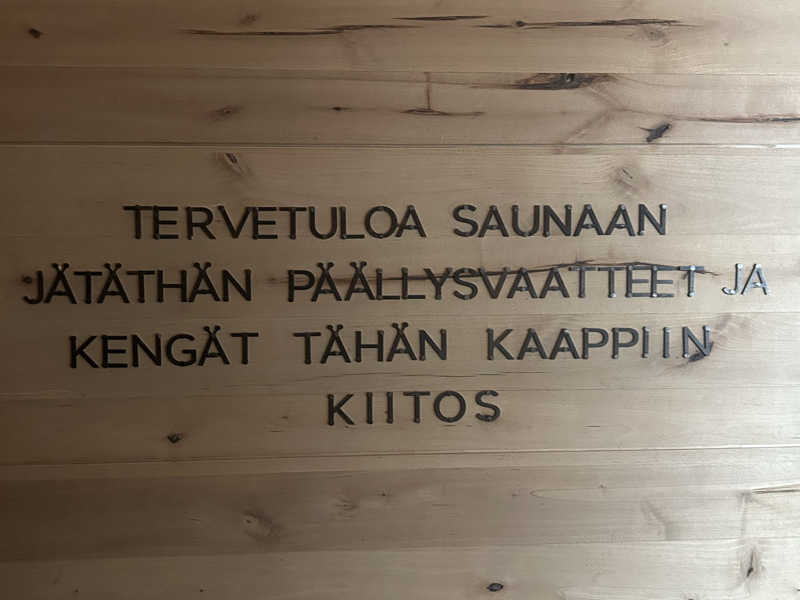 TERVETULOA SAUNAAN
JÄTÄTHÄN PÄÄLLYSVAATTEET JA
KENGÄT TÄHÄN KAAPPIIN
KIITOS